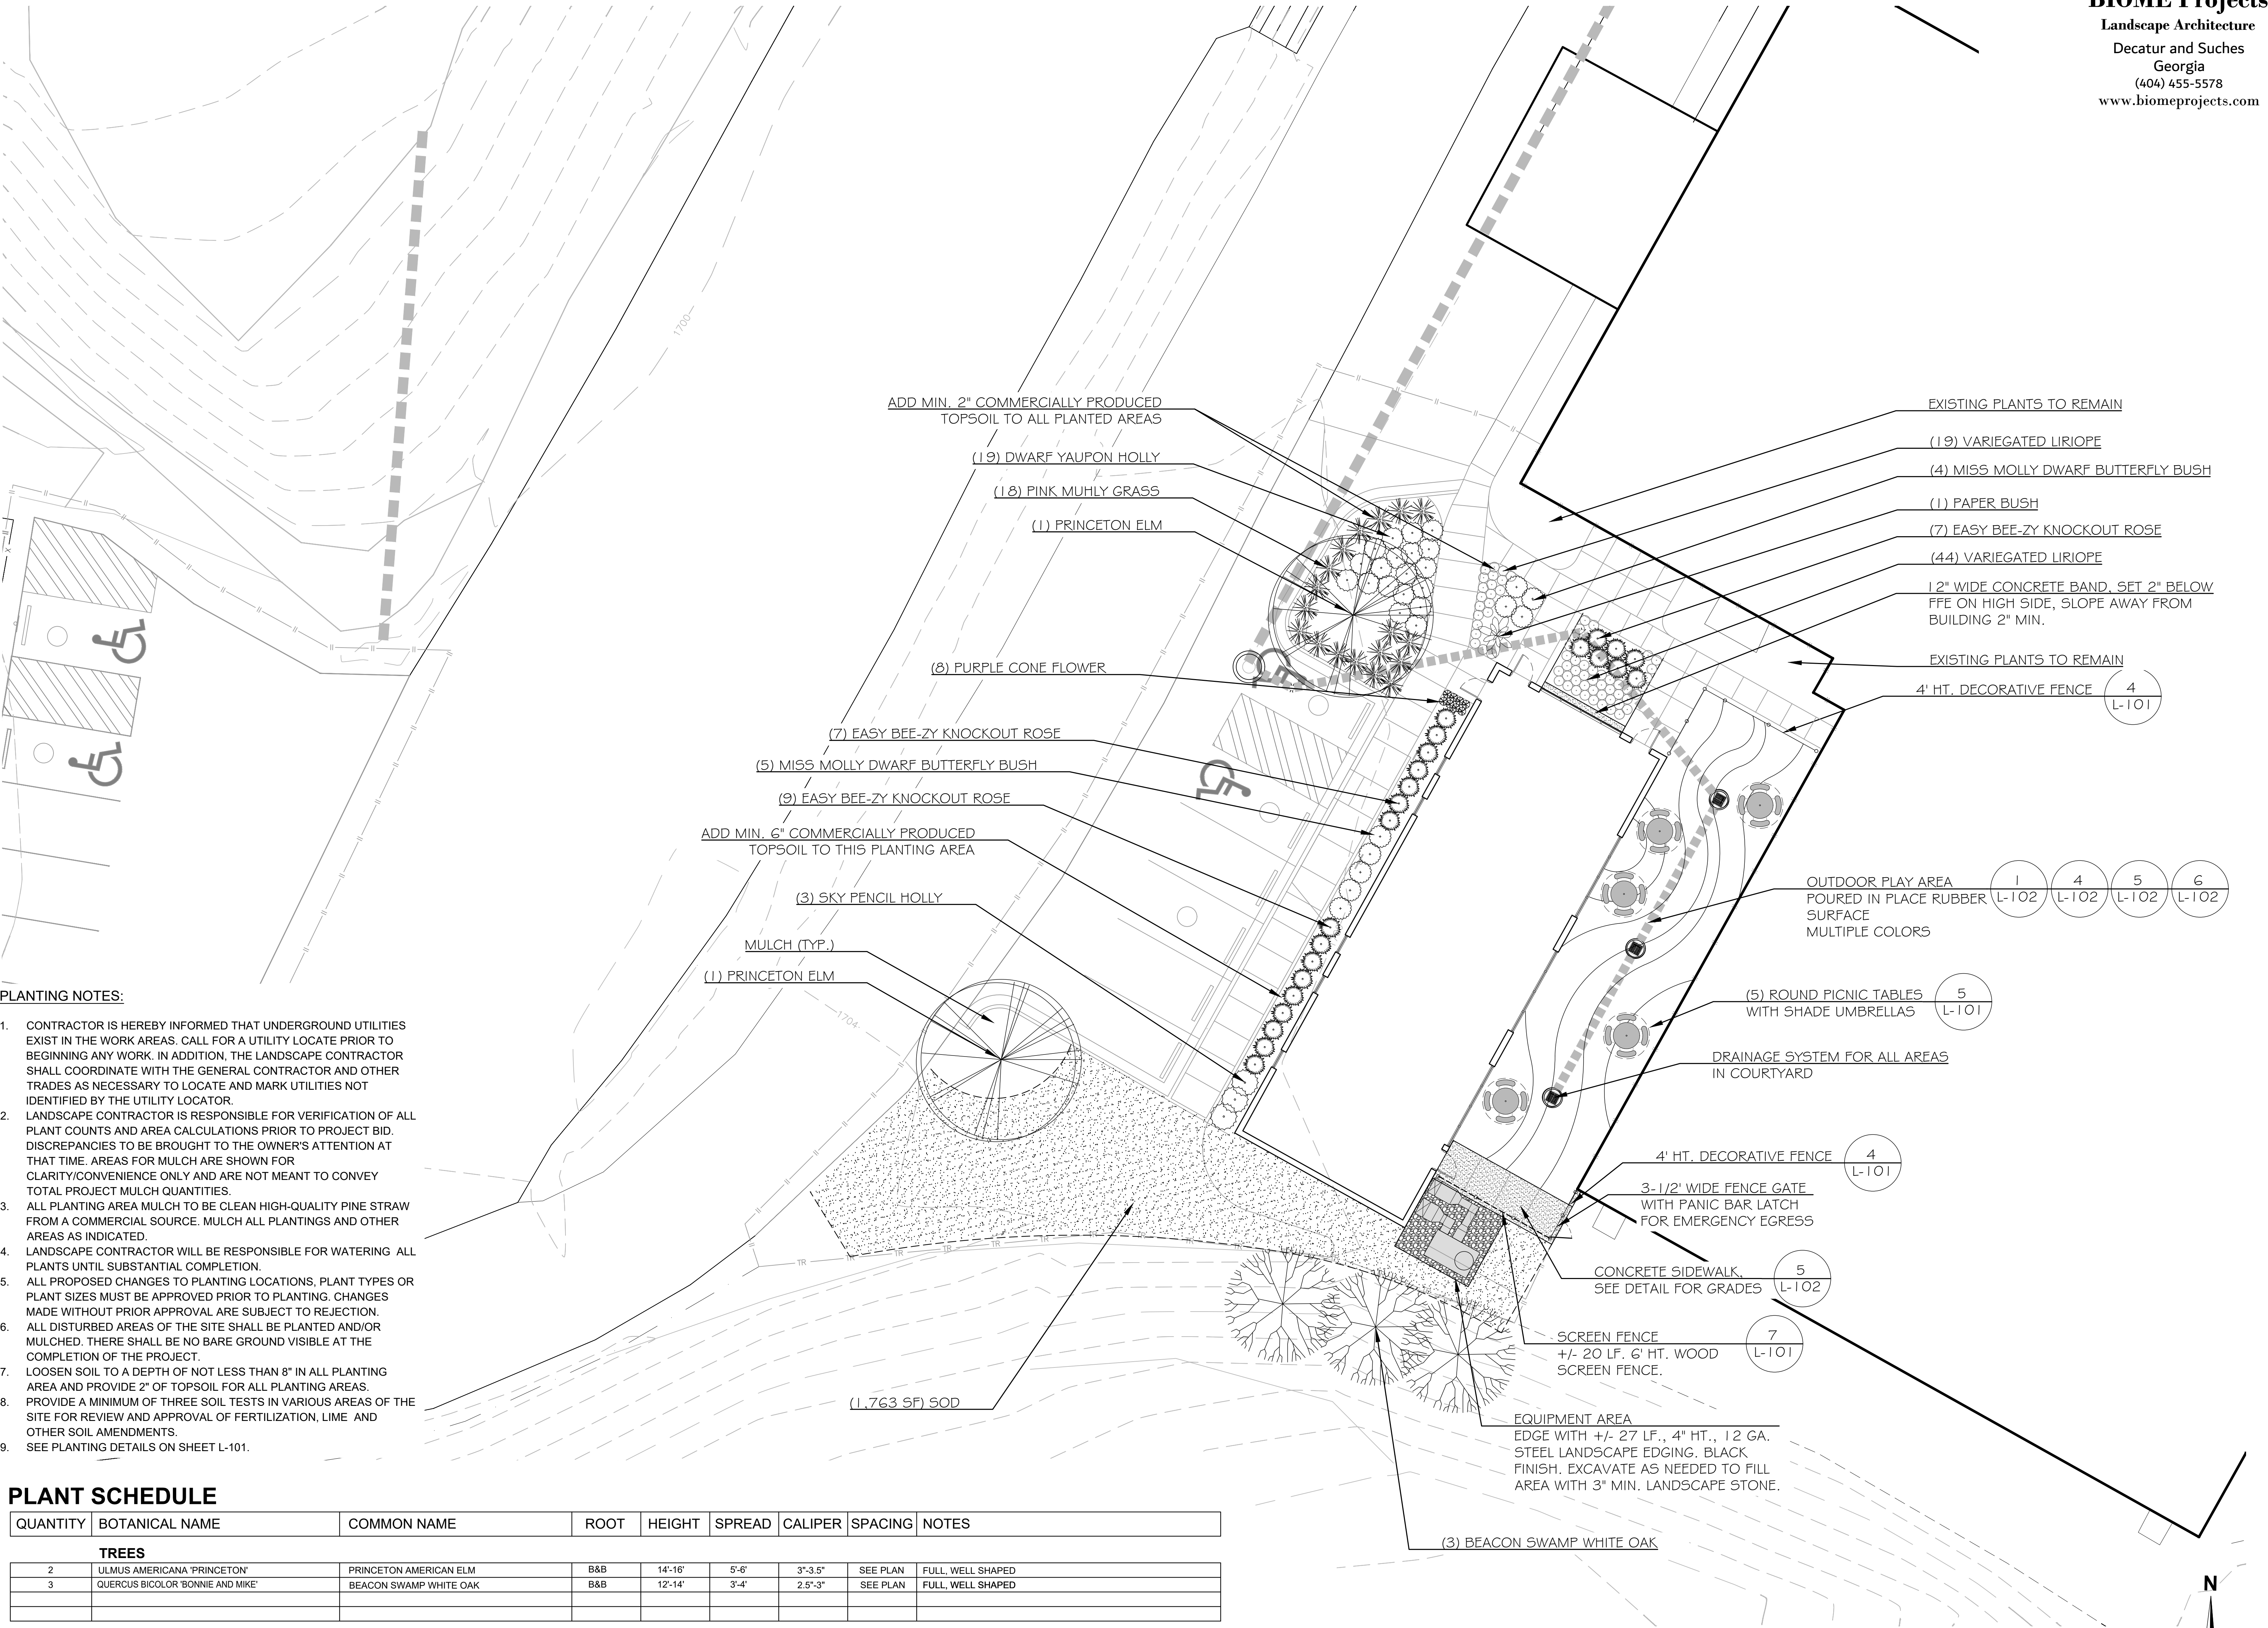 BIOME Projects
Landscape Architecture
Decatur and Suches
Georgia
(404) 455-5578
www.biomeprojects.com
1700
ADD MIN. 2" COMMERCIALLY PRODUCED
TOPSOIL TO ALL PLANTED AREAS
(19) DWARF YAUPON HOLLY
(18) PINK MUHLY GRASS
(1) PRINCETON ELM
(8) PURPLE CONE FLOWER
(7) EASY BEE-ZY KNOCKOUT ROSE
(5) MISS MOLLY DWARF BUTTERFLY BUSH
(9) EASY BEE-ZY KNOCKOUT ROSE
ADD MIN. 6" COMMERCIALLY PRODUCED
TOPSOIL TO THIS PLANTING AREA
(3) SKY PENCIL HOLLY
MULCH (TYP.)
(1) PRINCETON ELM
1704
EXISTING PLANTS TO REMAIN
(19) VARIEGATED LIRIOPE
(4) MISS MOLLY DWARF BUTTERFLY BUSH
(1) PAPER BUSH
(7) EASY BEE-ZY KNOCKOUT ROSE
(44) VARIEGATED LIRIOPE
12" WIDE CONCRETE BAND, SET 2" BELOW
FFE ON HIGH SIDE, SLOPE AWAY FROM
BUILDING 2" MIN.
EXISTING PLANTS TO REMAIN
4' HT. DECORATIVE FENCE
4
L-101
OUTDOOR PLAY AREA
POURED IN PLACE RUBBER
SURFACE
MULTIPLE COLORS
1
L-102
4
L-102
5
L-102
6
L-102
(5) ROUND PICNIC TABLES
WITH SHADE UMBRELLAS
5
L-101
DRAINAGE SYSTEM FOR ALL AREAS
IN COURTYARD
4' HT. DECORATIVE FENCE
4
L-101
3-1/2' WIDE FENCE GATE
WITH PANIC BAR LATCH
FOR EMERGENCY EGRESS
CONCRETE SIDEWALK,
SEE DETAIL FOR GRADES
5
L-102
SCREEN FENCE
+/- 20 LF. 6' HT. WOOD
SCREEN FENCE.
7
L-101
EQUIPMENT AREA
EDGE WITH +/- 27 LF., 4" HT., 12 GA.
STEEL LANDSCAPE EDGING. BLACK
FINISH. EXCAVATE AS NEEDED TO FILL
AREA WITH 3" MIN. LANDSCAPE STONE.
(3) BEACON SWAMP WHITE OAK
(1,763 SF) SOD
TR TR TR TR TR TR TR TR TR
PLANTING NOTES:
1. CONTRACTOR IS HEREBY INFORMED THAT UNDERGROUND UTILITIES
EXIST IN THE WORK AREAS. CALL FOR A UTILITY LOCATE PRIOR TO
BEGINNING ANY WORK. IN ADDITION, THE LANDSCAPE CONTRACTOR
SHALL COORDINATE WITH THE GENERAL CONTRACTOR AND OTHER
TRADES AS NECESSARY TO LOCATE AND MARK UTILITIES NOT
IDENTIFIED BY THE UTILITY LOCATOR.
2. LANDSCAPE CONTRACTOR IS RESPONSIBLE FOR VERIFICATION OF ALL
PLANT COUNTS AND AREA CALCULATIONS PRIOR TO PROJECT BID.
DISCREPANCIES TO BE BROUGHT TO THE OWNER'S ATTENTION AT
THAT TIME. AREAS FOR MULCH ARE SHOWN FOR
CLARITY/CONVENIENCE ONLY AND ARE NOT MEANT TO CONVEY
TOTAL PROJECT MULCH QUANTITIES.
3. ALL PLANTING AREA MULCH TO BE CLEAN HIGH-QUALITY PINE STRAW
FROM A COMMERCIAL SOURCE. MULCH ALL PLANTINGS AND OTHER
AREAS AS INDICATED.
4. LANDSCAPE CONTRACTOR WILL BE RESPONSIBLE FOR WATERING ALL
PLANTS UNTIL SUBSTANTIAL COMPLETION.
5. ALL PROPOSED CHANGES TO PLANTING LOCATIONS, PLANT TYPES OR
PLANT SIZES MUST BE APPROVED PRIOR TO PLANTING. CHANGES
MADE WITHOUT PRIOR APPROVAL ARE SUBJECT TO REJECTION.
6. ALL DISTURBED AREAS OF THE SITE SHALL BE PLANTED AND/OR
MULCHED. THERE SHALL BE NO BARE GROUND VISIBLE AT THE
COMPLETION OF THE PROJECT.
7. LOOSEN SOIL TO A DEPTH OF NOT LESS THAN 8" IN ALL PLANTING
AREA AND PROVIDE 2" OF TOPSOIL FOR ALL PLANTING AREAS.
8. PROVIDE A MINIMUM OF THREE SOIL TESTS IN VARIOUS AREAS OF THE
SITE FOR REVIEW AND APPROVAL OF FERTILIZATION, LIME AND
OTHER SOIL AMENDMENTS.
9. SEE PLANTING DETAILS ON SHEET L-101.
PLANT SCHEDULE
QUANTITY BOTANICAL NAME COMMON NAME ROOT HEIGHT SPREAD CALIPER SPACING NOTES
TREES
2 ULMUS AMERICANA 'PRINCETON' PRINCETON AMERICAN ELM B&B 14'-16' 5'-6' 3"-3.5" SEE PLAN FULL, WELL SHAPED
3 QUERCUS BICOLOR 'BONNIE AND MIKE' BEACON SWAMP WHITE OAK B&B 12'-14' 3'-4' 2.5"-3" SEE PLAN FULL, WELL SHAPED
N